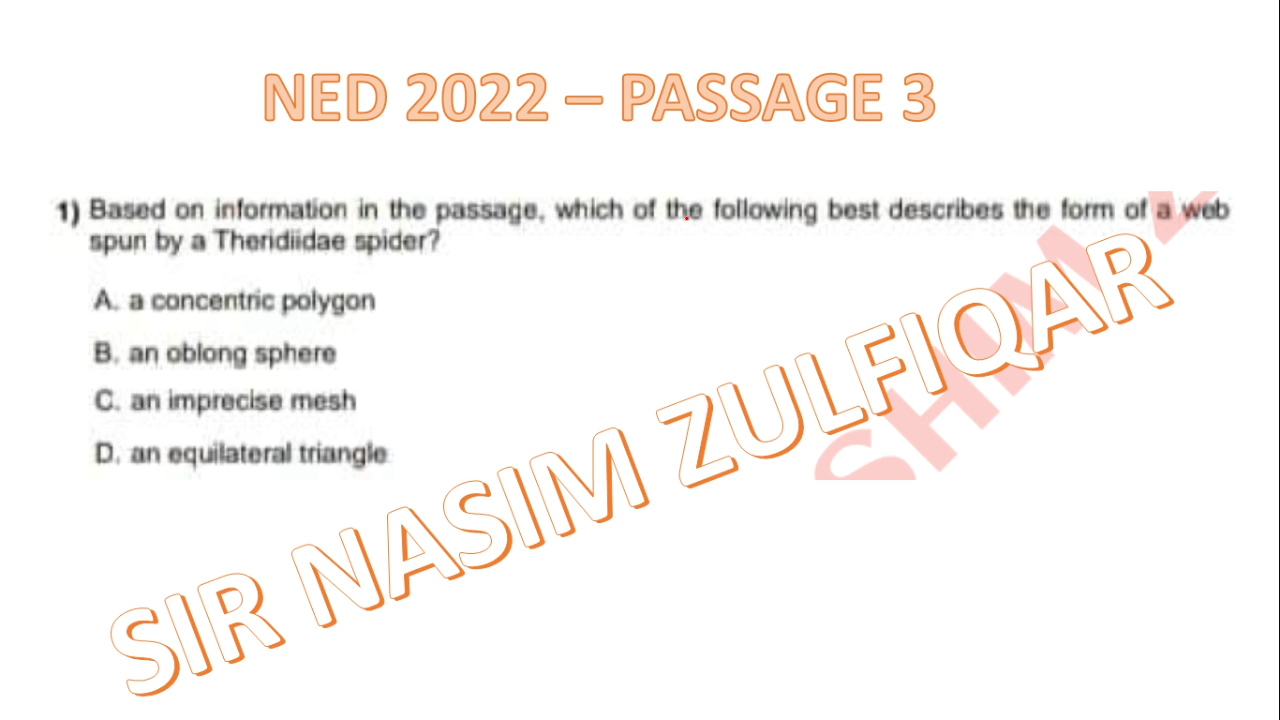 NED 2022 – PASSAGE 3
1) Based on information in the passage, which of the following best describes the form of a web
spun by a Theridiidae spider?
A. a concentric polygon
B. an oblong sphere
C. an imprecise mesh
D. an equilateral triangle
SIR NASIM ZULFIQAR